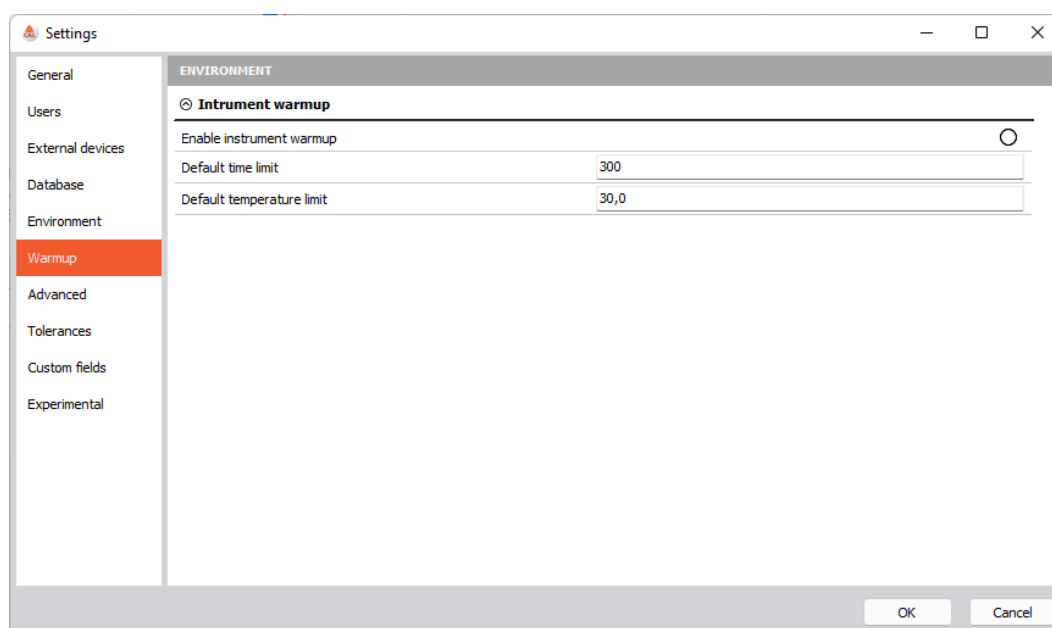 Settings
General
Users
External devices
Database
Environment
Warmup
Advanced
Tolerances
Custom fields
Experimental
ENVIRONMENT
Intrument warmup
Enable instrument warmup
Default time limit 300
Default temperature limit 30,0
OK Cancel